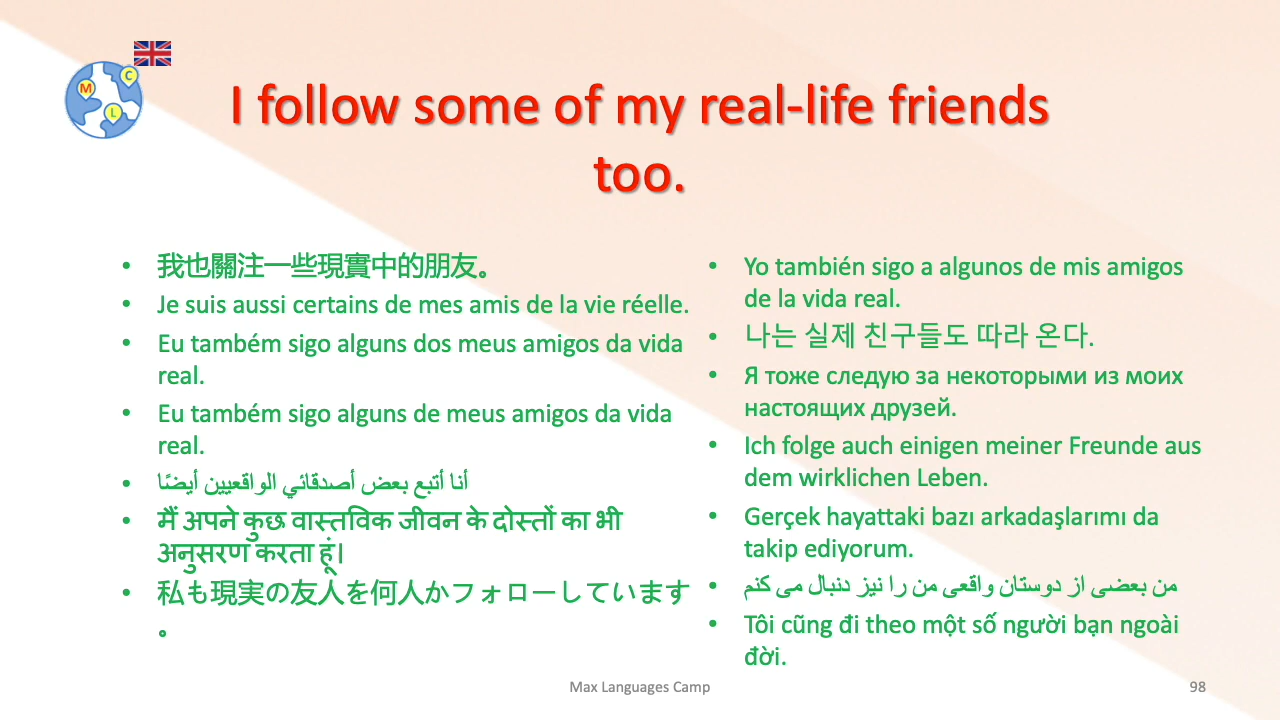 M
C
L
I follow some of my real-life friends
too.
• 我也關注一些現實中的朋友。
• Je suis aussi certains de mes amis de la vie réelle.
• Eu também sigo alguns dos meus amigos da vida
real.
• Eu também sigo alguns de meus amigos da vida
real.
• أنا أتبع بعض أصدقائي الواقعيين أيضًا
• मैं अपने कुछ वास्तविक जीवन के दोस्तों का भी
अनुसरण करता हूं।
• 私も現実の友人を何人かフォローしています
。
• Yo también sigo a algunos de mis amigos
de la vida real.
• 나는 실제 친구들도 따라 온다.
• Я тоже следую за некоторыми из моих
настоящих друзей.
• Ich folge auch einigen meiner Freunde aus
dem wirklichen Leben.
• Gerçek hayattaki bazı arkadaşlarımı da
takip ediyorum.
• من بعضی از دوستان واقعی من را نیز دنبال می کنم
• Tôi cũng đi theo một số người bạn ngoài
đời.
Max Languages Camp
98